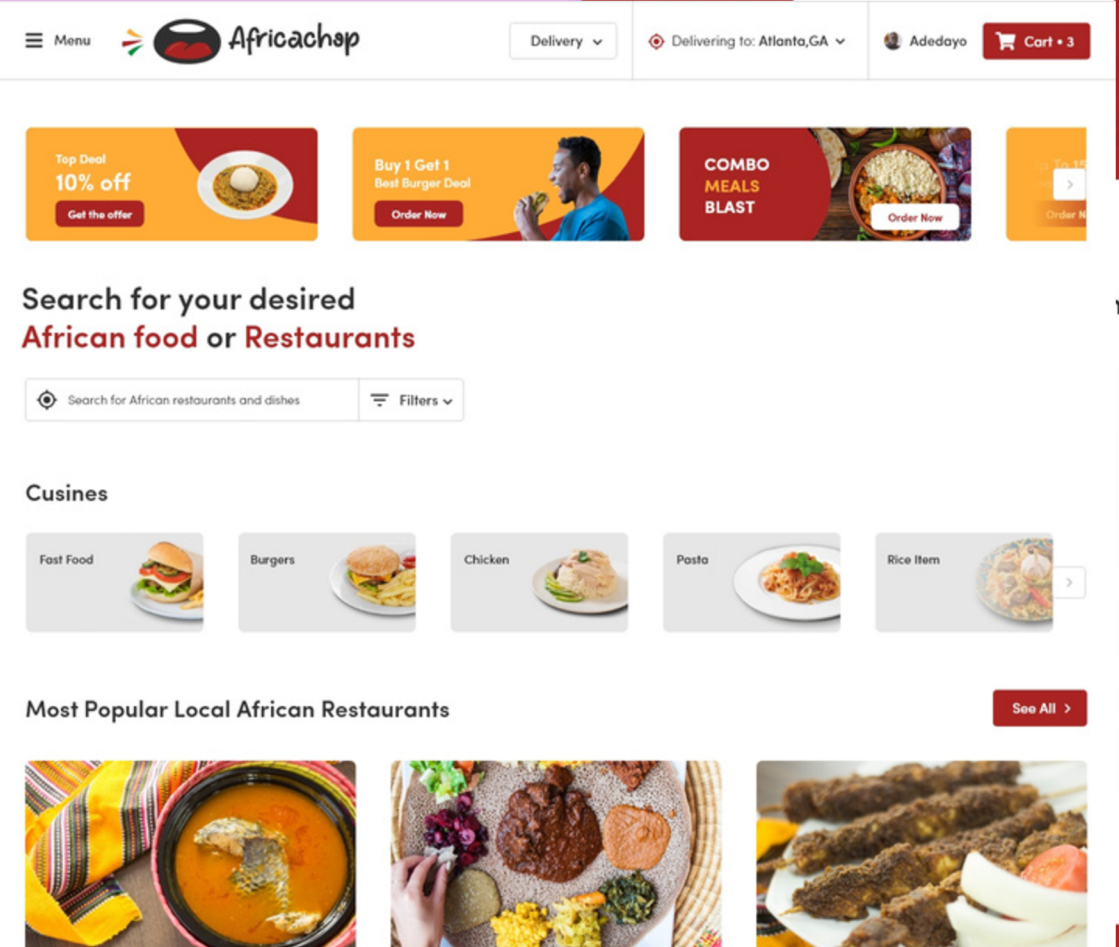 Menu
Africachop
Delivery
Delivering to: Atlanta,GA
Adedayo
Cart • 3
Top Deal
10% off
Get the offer
Buy 1 Get 1
Best Burger Deal
Order Now
COMBO
MEALS
BLAST
Order Now
Search for your desired
African food or Restaurants
Search for African restaurants and dishes
Filters
Cusines
Fast Food
Burgers
Chicken
Pasta
Rice Item
Most Popular Local African Restaurants
See All